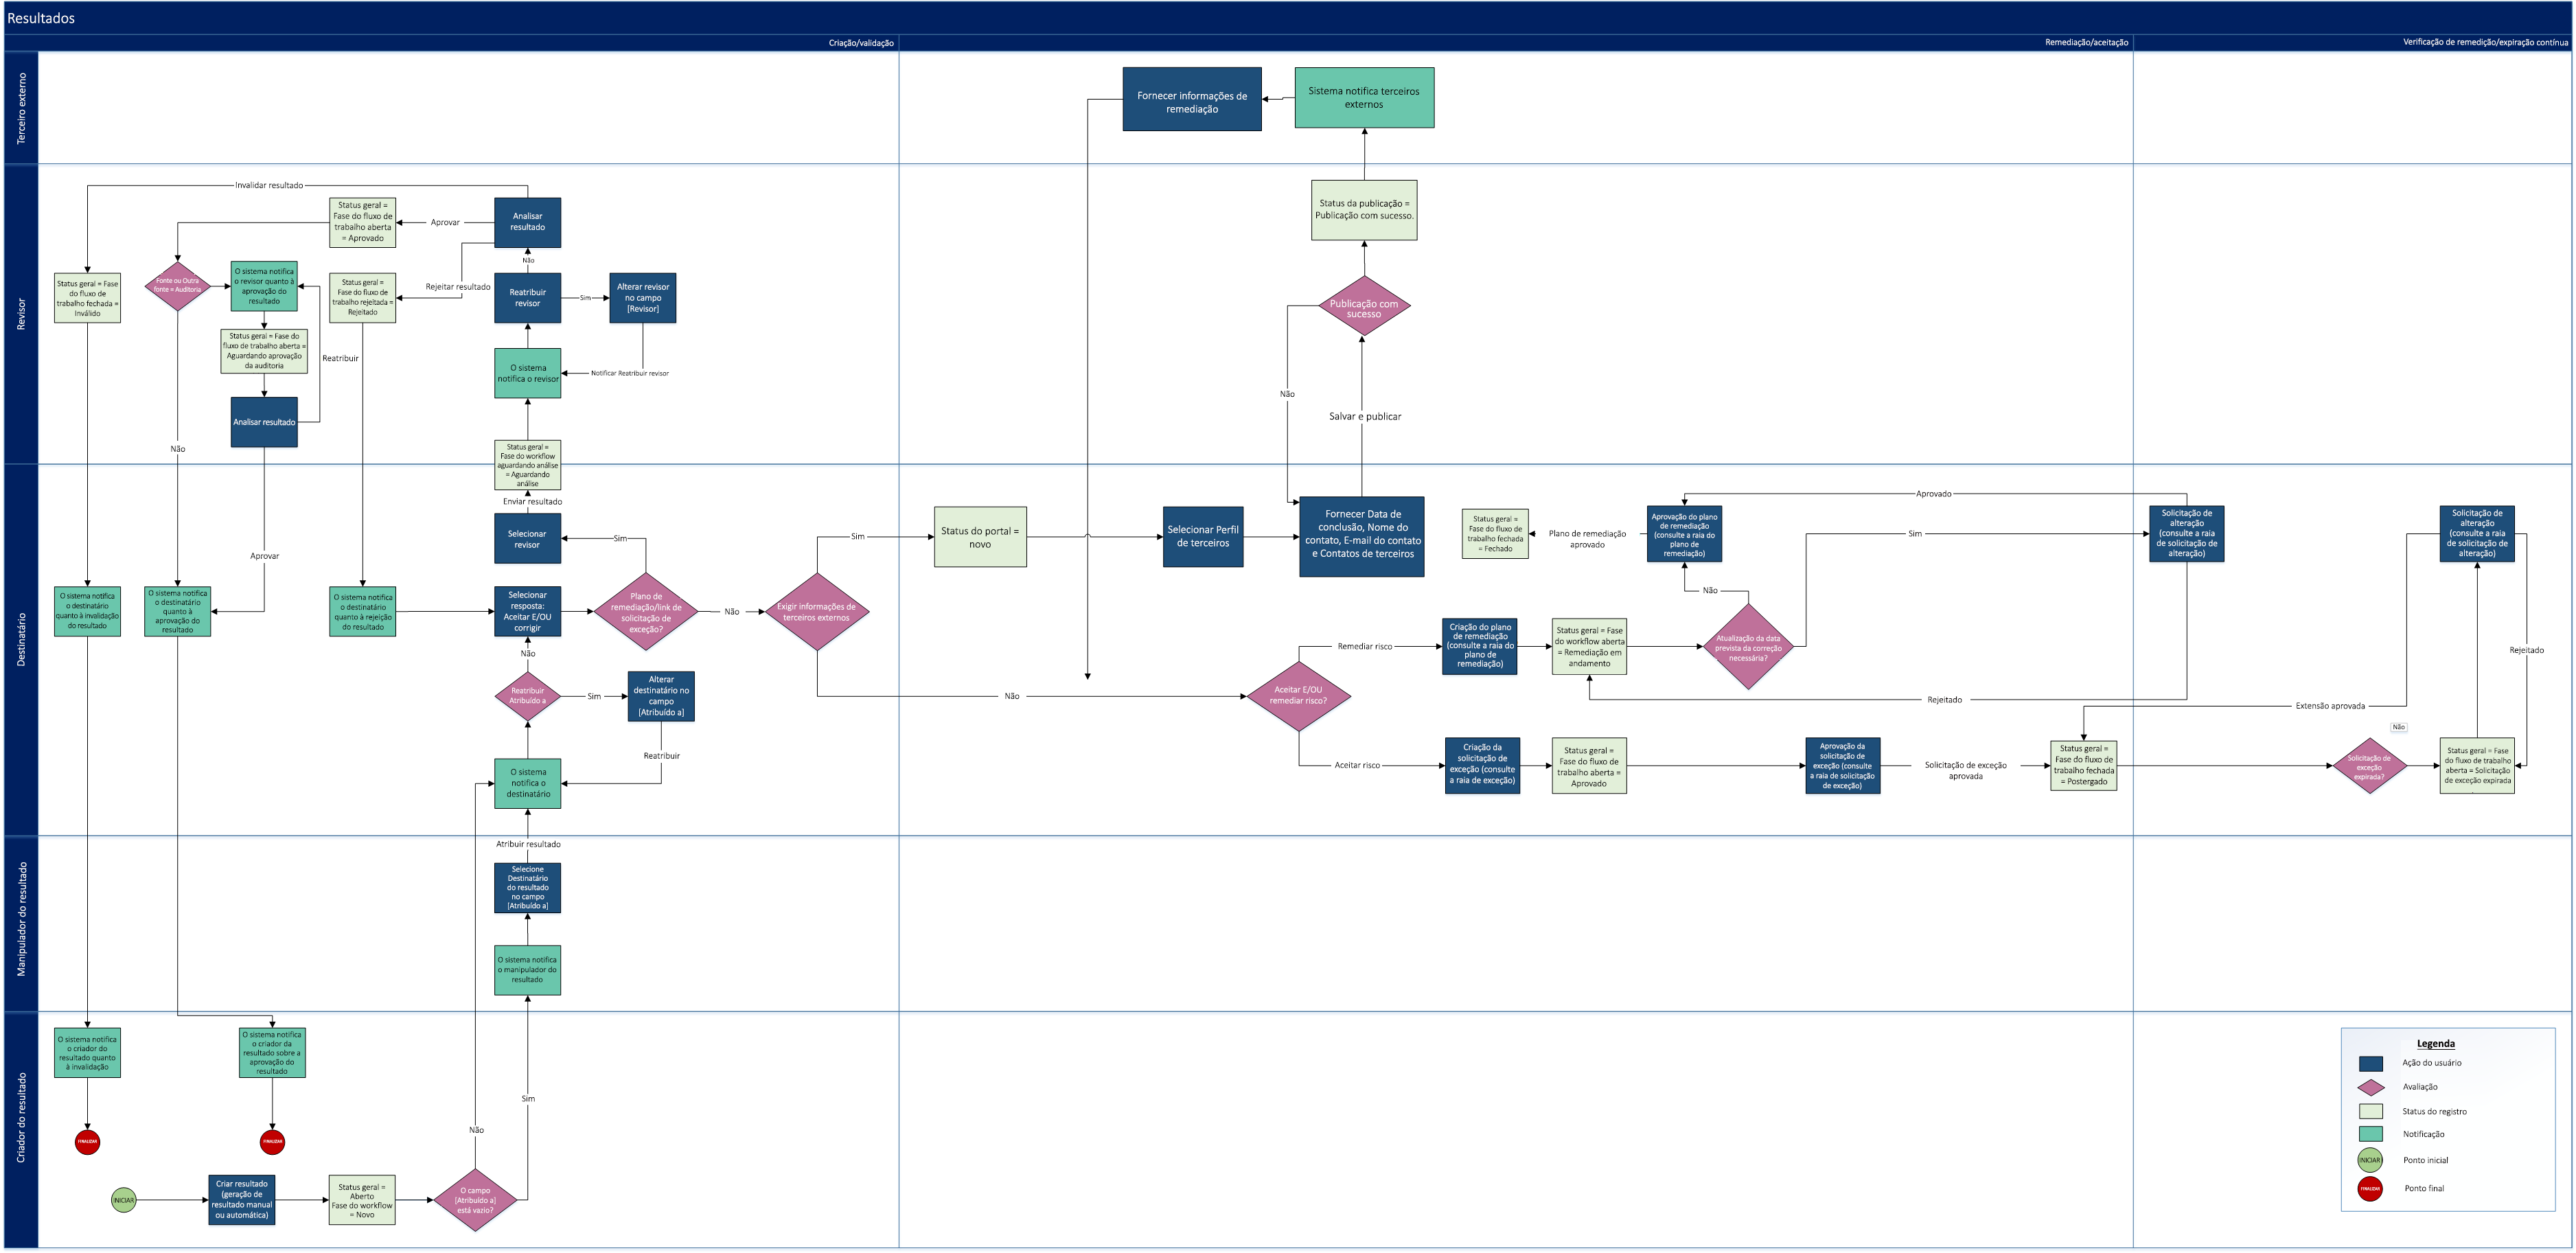 Resultados
Criação/validação
Remediação/aceitação
Verificação de remedição/expiração contínua
Terceiro externo
Fornecer informações de
remediação
Sistema notifica terceiros
externos
Revisor
Invalidar resultado
Status geral =
Fase do fluxo de
trabalho aberta
= Aprovado
Aprovar
Analisar
resultado
Status da publicação =
Publicação com sucesso.
Não
Status geral = Fase
do fluxo de
trabalho fechada =
Inválido
Fonte ou Outra
fonte = Auditoria
O sistema notifica
o revisor quanto à
aprovação do
resultado
Status geral =
Fase do fluxo de
trabalho rejeitada =
Rejeitado
Rejeitar resultado
Reatribuir
revisor
Sim
Alterar revisor
no campo
[Revisor]
Publicação com
sucesso
Status geral = Fase do
fluxo de trabalho aberta =
Aguardando aprovação
da auditoria
Reatribuir
O sistema
notifica o revisor
Notificar Reatribuir revisor
Não
Salvar e publicar
Analisar resultado
Não
Status geral =
Fase do workflow
aguardando análise
= Aguardando
análise
Destinatário
Enviar resultado
Selecionar
revisor
Sim
Sim
Status do portal =
novo
Selecionar Perfil
de terceiros
Fornecer Data de
conclusão, Nome do
contato, E-mail do contato
e Contatos de terceiros
Status geral =
Fase do fluxo de
trabalho fechada
= Fechado
Plano de remediação
aprovado
Aprovação do plano
de remediação
(consulte a raia do
plano de
remediação)
Aprovado
Sim
Solicitação de
alteração
(consulte a raia
de solicitação de
alteração)
Solicitação de
alteração
(consulte a raia
de solicitação de
alteração)
Aprovar
O sistema notifica
o destinatário
quanto à invalidação
do resultado
O sistema notifica
o destinatário
quanto à
aprovação do
resultado
O sistema notifica
o destinatário
quanto à rejeição
do resultado
Selecionar
resposta:
Aceitar E/OU
corrigir
Plano de
remediação/link de
solicitação de
exceção?
Não
Exigir informações de
terceiros externos
Não
Criação do plano
de remediação
(consulte a raia do
plano de
remediação)
Remediar risco
Status geral = Fase
do workflow aberta
= Remediação em
andamento
Atualização da data
prevista da correção
necessária?
Rejeitado
Não
Reatribuir
Atribuído a
Sim
Alterar
destinatário no
campo
[Atribuído a]
Não
Aceitar E/OU
remediar risco?
Rejeitado
Extensão aprovada
Não
Reatribuir
O sistema
notifica o
destinatário
Aceitar risco
Criação da
solicitação de
exceção (consulte
a raia de exceção)
Status geral =
Fase do fluxo de
trabalho aberta =
Aprovado
Aprovação da
solicitação de
exceção (consulte
a raia de solicitação
de exceção)
Solicitação de exceção
aprovada
Status geral =
Fase do fluxo de
trabalho fechada
= Postergado
Solicitação de
exceção
expirada?
Status geral = Fase
do fluxo de trabalho
aberta = Solicitação
de exceção expirada
Manipulador do resultado
Atribuir resultado
Selecione
Destinatário
do resultado
no campo
[Atribuído a]
O sistema notifica
o manipulador do
resultado
Criador do resultado
O sistema notifica
o criador do
resultado quanto
à invalidação
O sistema notifica
o criador da
resultado sobre a
aprovação do
resultado
Sim
Não
FINALIZAR
FINALIZAR
INICIAR
Criar resultado
(geração de
resultado manual
ou automática)
Status geral =
Aberto
Fase do workflow
= Novo
O campo
[Atribuído a]
está vazio?
Legenda
Ação do usuário
Avaliação
Status do registro
Notificação
INICIAR
Ponto inicial
FINALIZAR
Ponto final